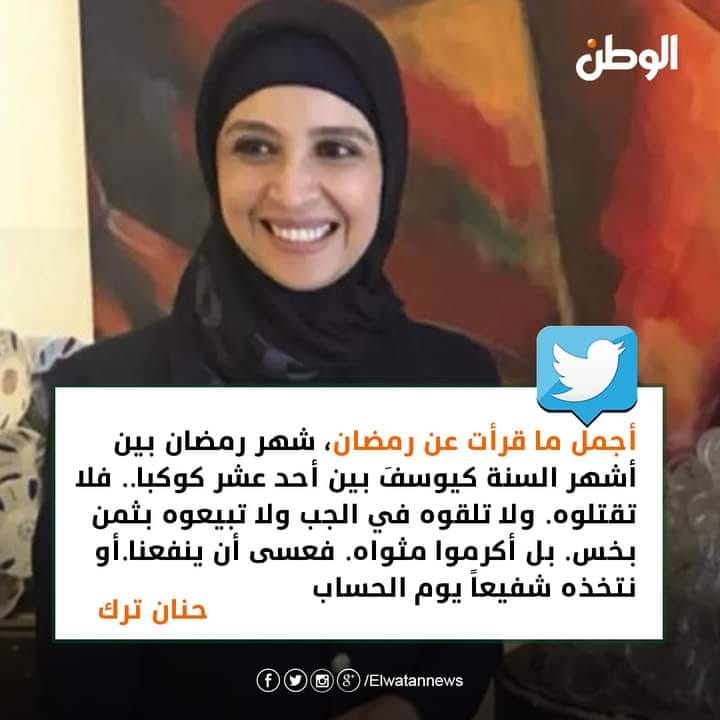 الوطن
أجمل ما قرأت عن رمضان، شهر رمضان بين
أشهر السنة كيوسفَ بين أحد عشر كوكبا.. فلا
تقتلوه. ولا تلقوه في الجب ولا تبيعوه بثمن
بخس. بل أكرموا مثواه. فعسى أن ينفعنا.أو
نتخذه شفيعاً يوم الحساب
حنان ترك
/Elwatannews